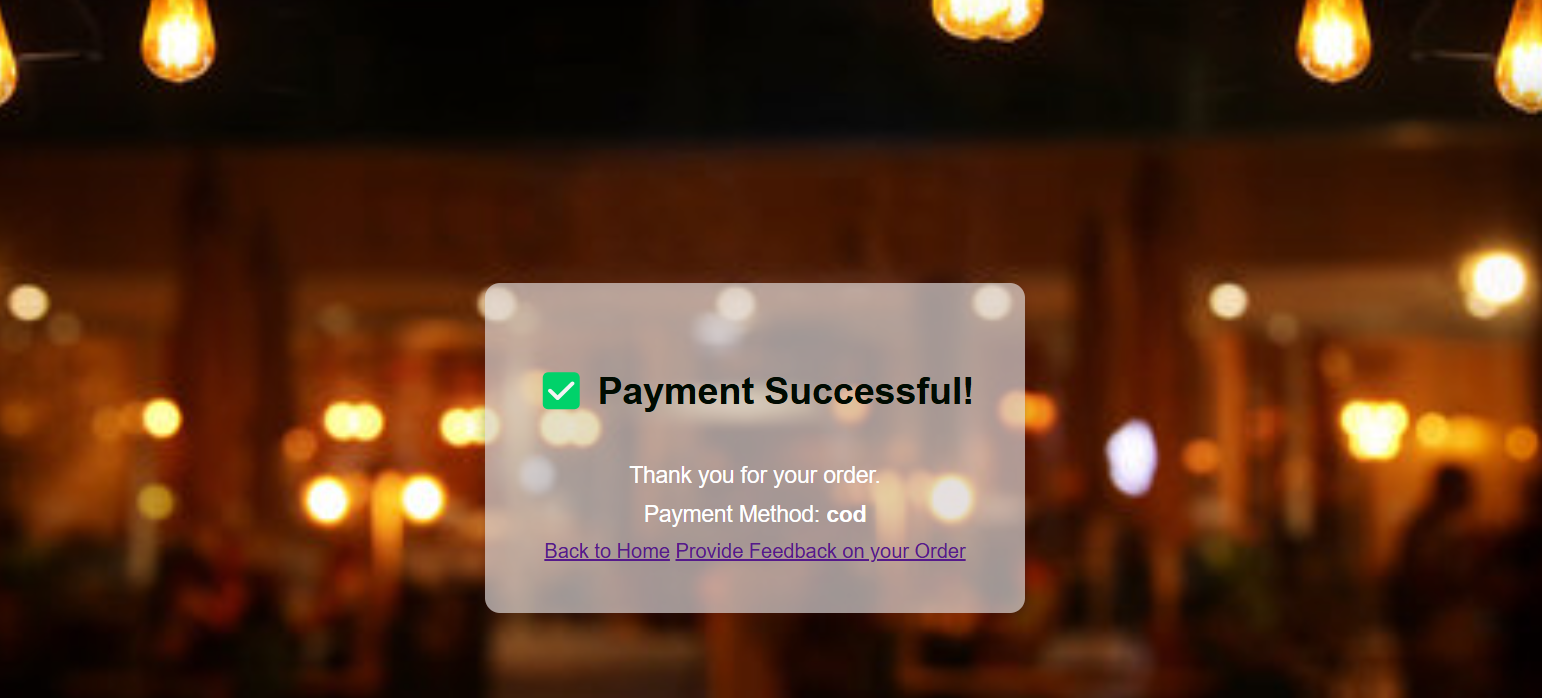 ✅ Payment Successful!
Thank you for your order.
Payment Method: cod
Back to Home Provide Feedback on your Order